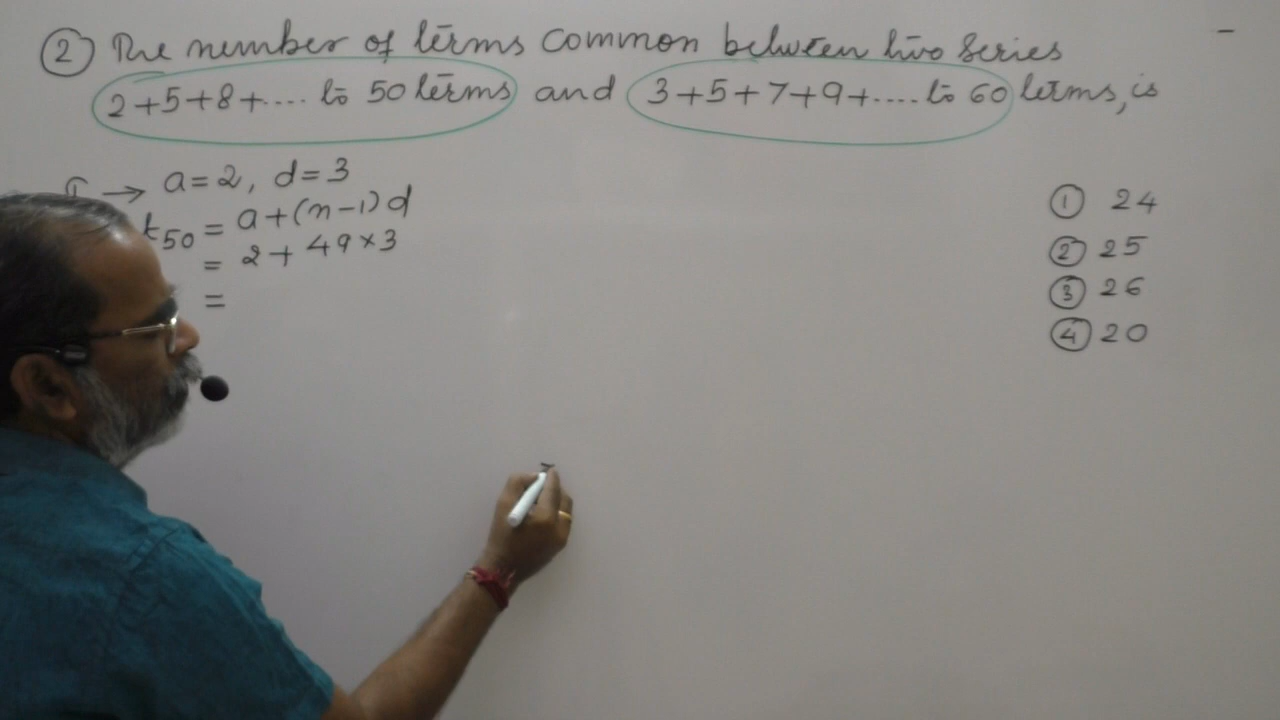 ② The number of terms common between two series
2+5+8+.... to 50 terms and 3+5+7+9+.... to 60 terms, is
→ a=2, d=3
t50 = a+(n-1)d
= 2+49×3
=
① 24
② 25
③ 26
④ 20